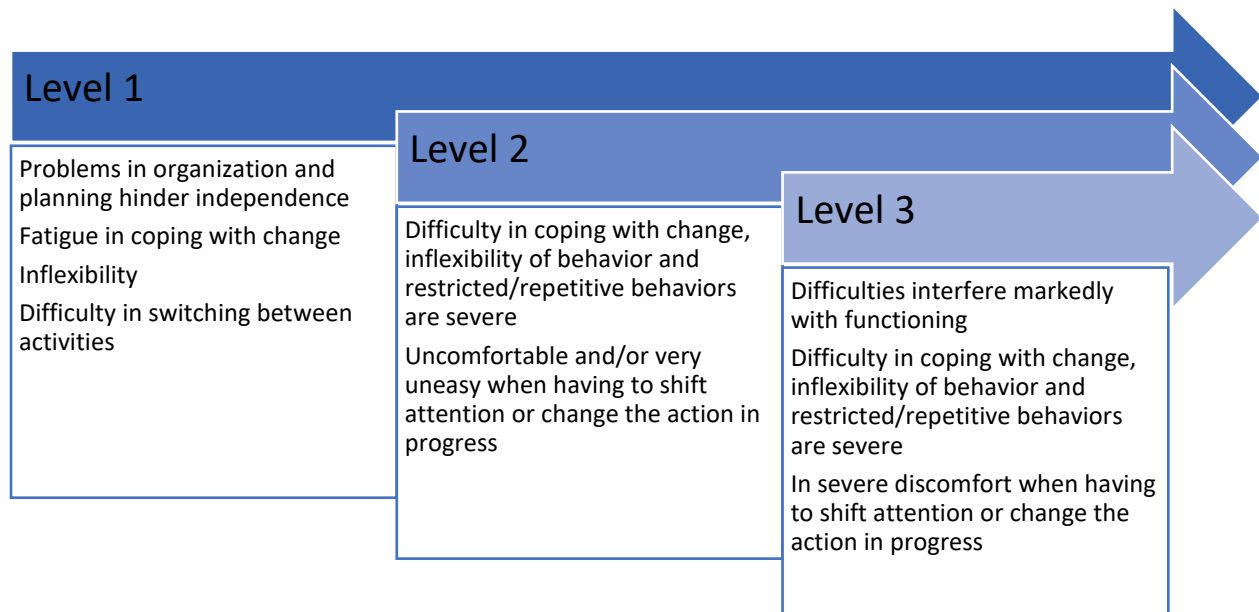 Level 1
Problems in organization and
planning hinder independence
Fatigue in coping with change
Inflexibility
Difficulty in switching between
activities
Level 2
Difficulty in coping with change,
inflexibility of behavior and
restricted/repetitive behaviors
are severe
Uncomfortable and/or very
uneasy when having to shift
attention or change the action in
progress
Level 3
Difficulties interfere markedly
with functioning
Difficulty in coping with change,
inflexibility of behavior and
restricted/repetitive behaviors
are severe
In severe discomfort when having
to shift attention or change the
action in progress